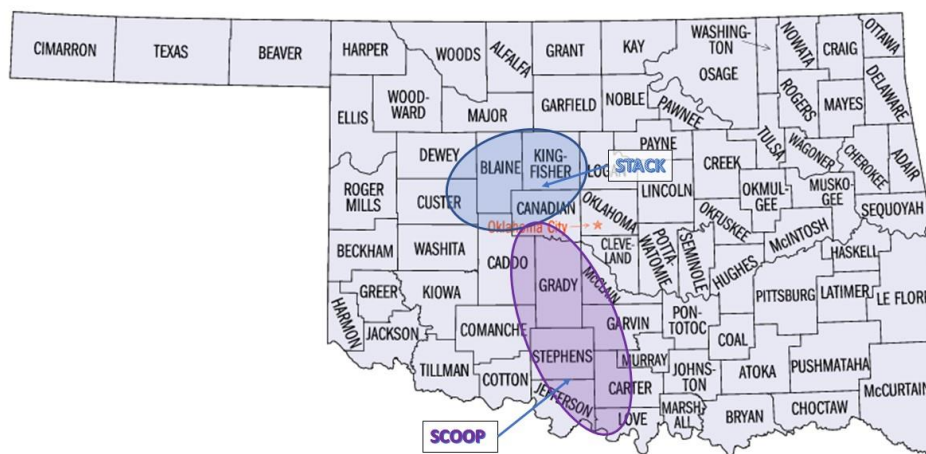 CIMARRON
TEXAS
BEAVER
HARPER
WOODS
ALFALFA
GRANT
KAY
WASHING-
TON
OSAGE
NOWATA
CRAIG
OTTAWA
ELLIS
WOOD-
WARD
MAJOR
GARFIELD
NOBLE
PAWNEE
ROGERS
MAYES
DELAWARE
DEWEY
BLAINE
KING-
FISHER
STACK
PAYNE
CREEK
TULSA
WAGONER
CHEROKEE
ADAIR
ROGER
MILLS
CUSTER
CANADIAN
OKLAHOMA
LINCOLN
OKFUSKEE
OKMUL-
GEE
MUSKO-
GEE
SEQUOYAH
Oklahoma City
BECKHAM
WASHITA
CADDO
GRADY
McCLAIN
CLEVE-
LAND
POTTA-
WATOMIE
SEMINOLE
HUGHES
McINTOSH
HASKELL
PITTSBURG
LATIMER
LE FLORE
HARMON
GREER
KIOWA
JACKSON
COMANCHE
STEPHENS
GARVIN
PON-
TOTOC
COAL
TILLMAN
COTTON
JEFFERSON
MURRAY
CARTER
JOHNS-
TON
ATOKA
PUSHMATAHA
McCURTAIN
LOVE
MARSH-
ALL
BRYAN
CHOCTAW
SCOOP